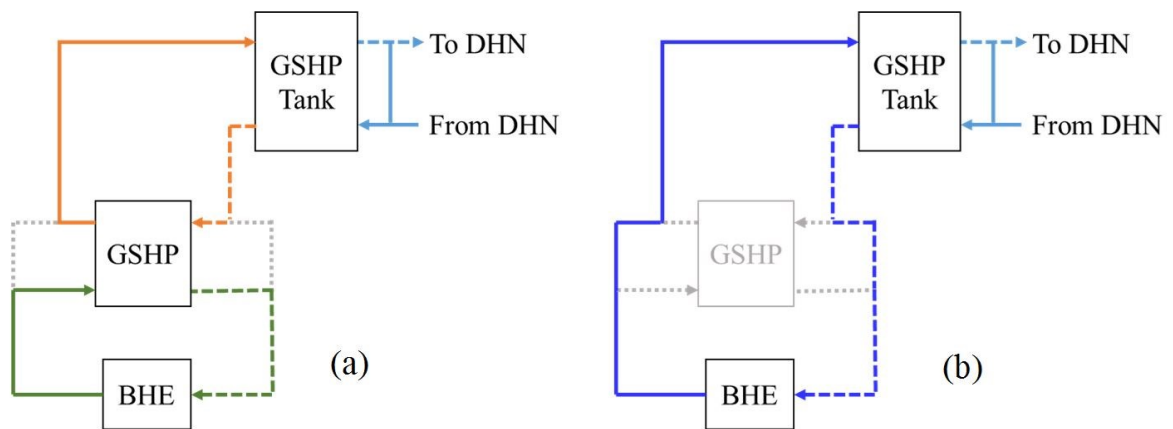 GSHP
Tank
To DHN
From DHN
GSHP
BHE
(a)
GSHP
Tank
To DHN
From DHN
GSHP
BHE
(b)